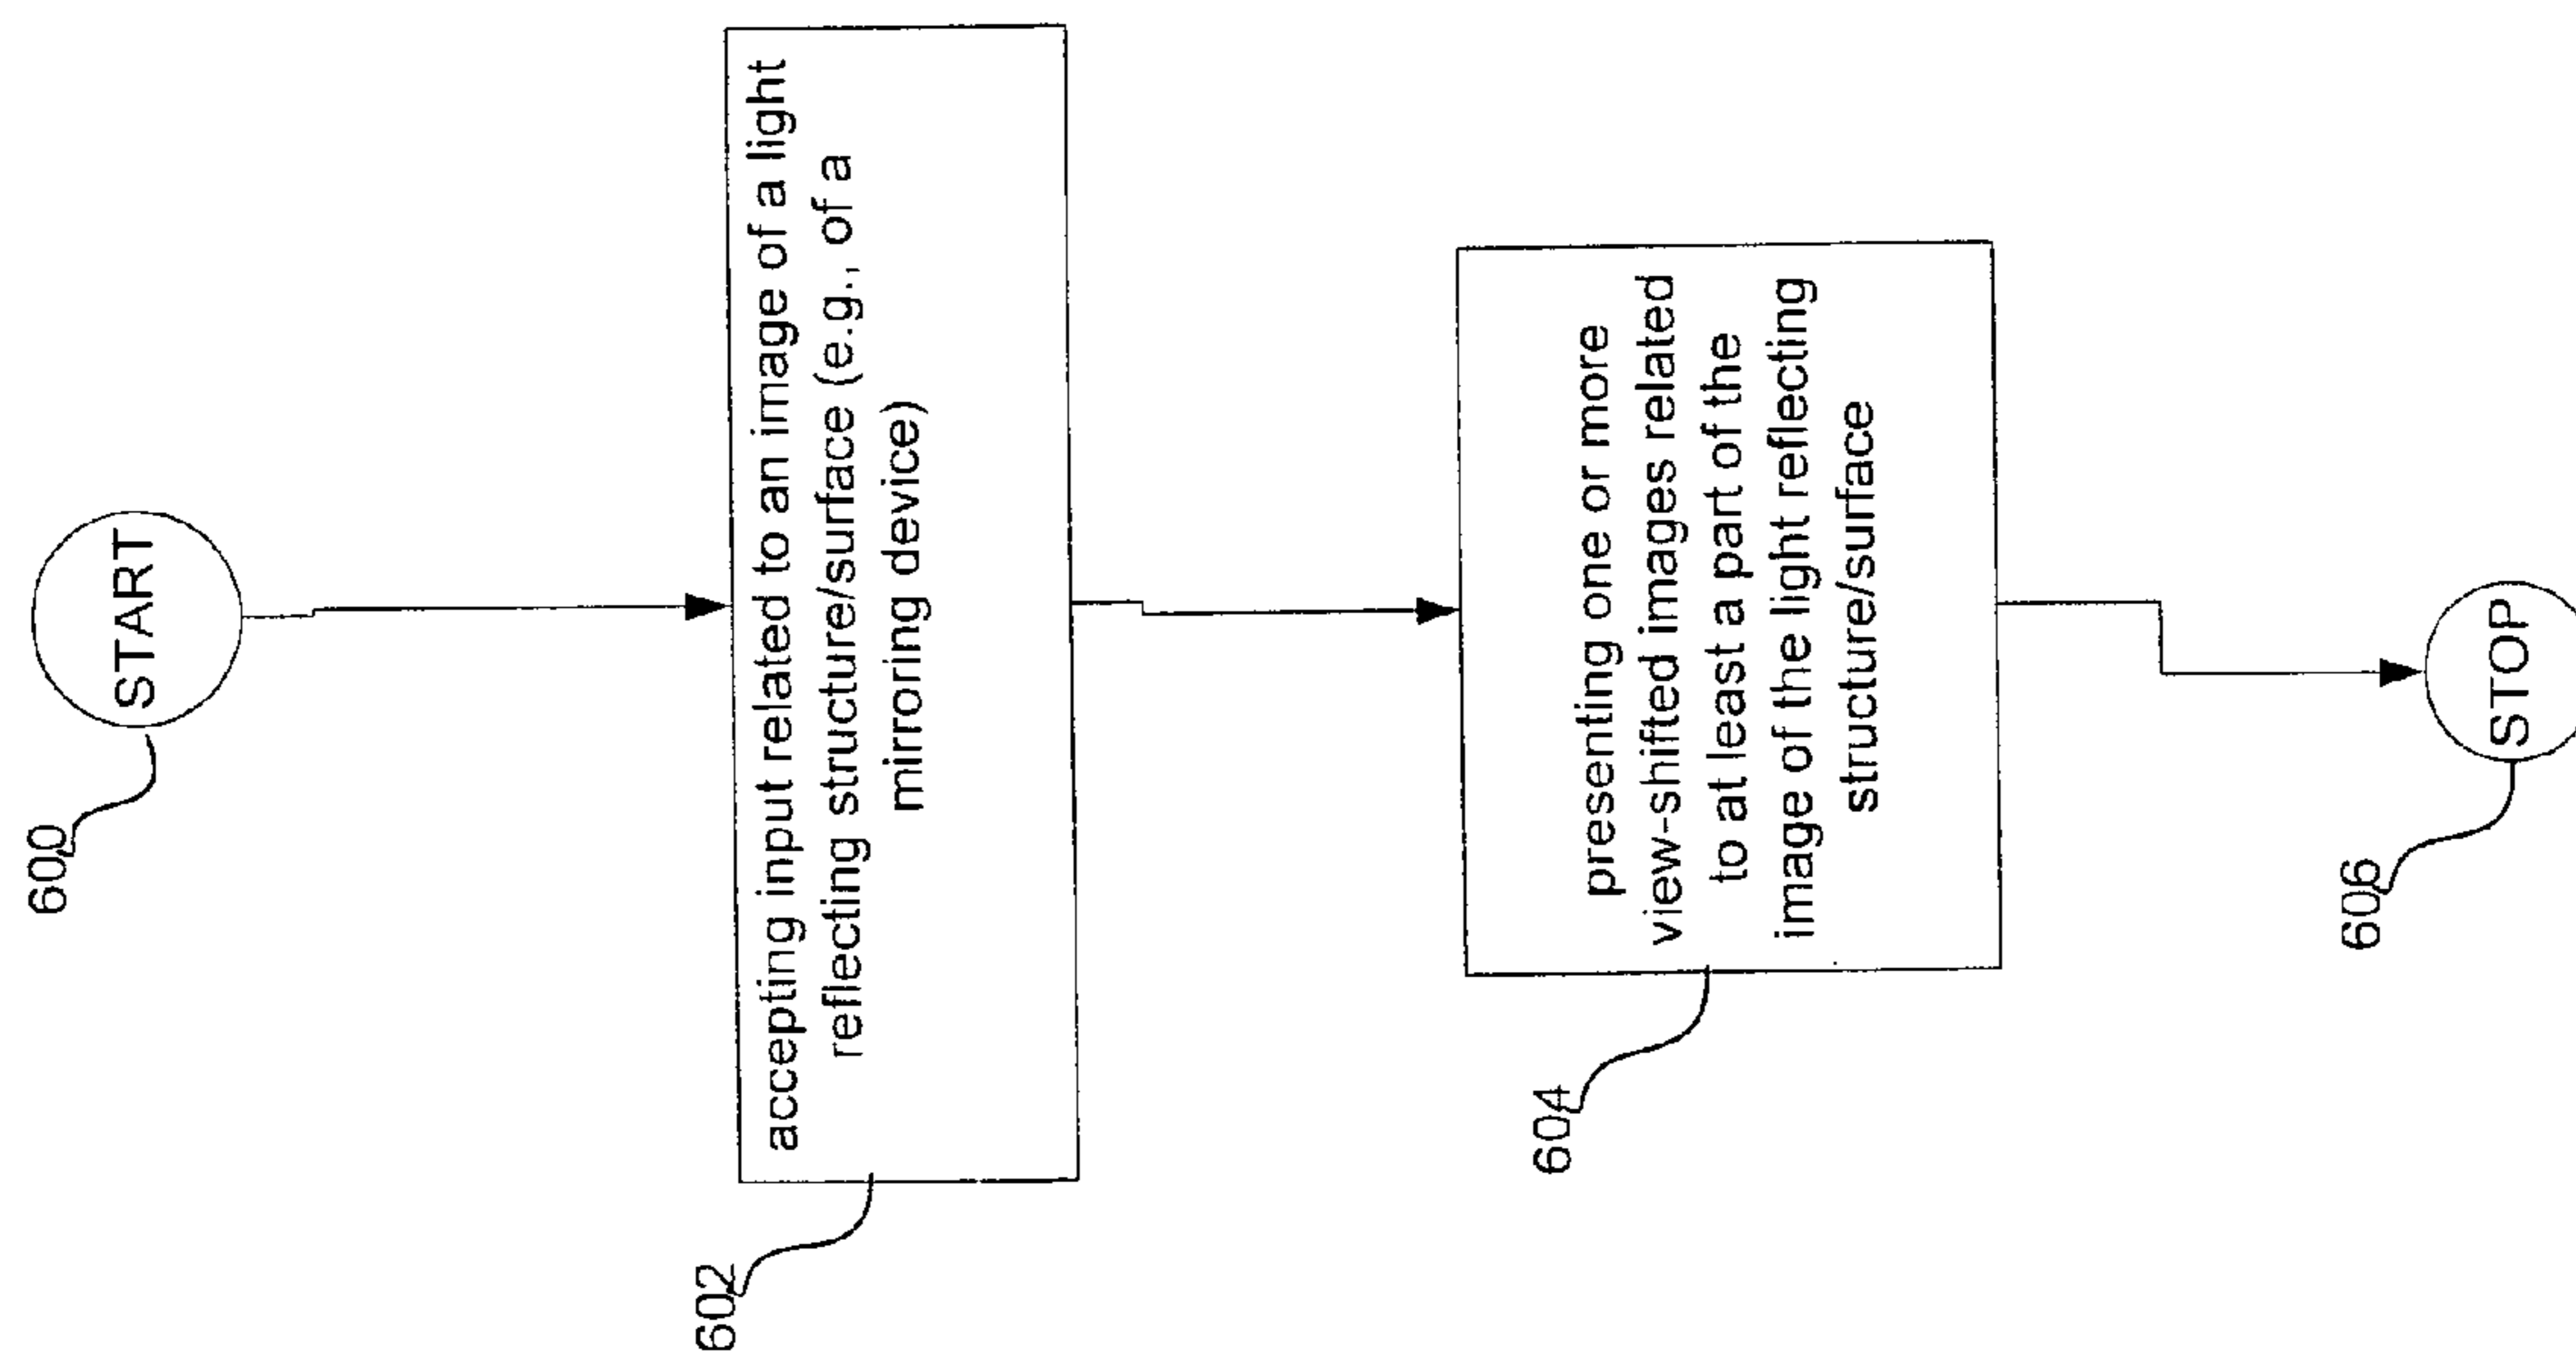 600
START
602
accepting input related to an image of a light
reflecting structure/surface (e.g., of a
mirroring device)
604
presenting one or more
view-shifted images related
to at least a part of the
image of the light reflecting
structure/surface
606
STOP